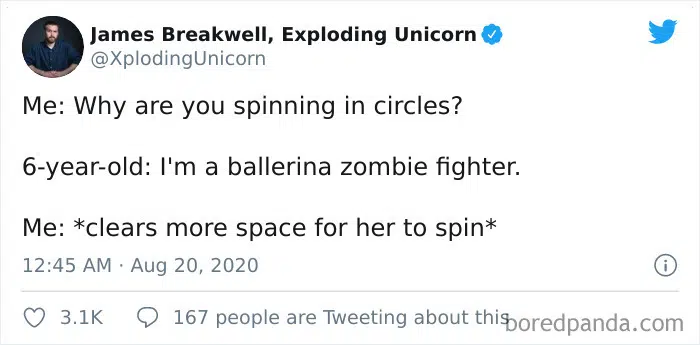 James Breakwell, Exploding Unicorn
@XplodingUnicorn
Me: Why are you spinning in circles?
6-year-old: I'm a ballerina zombie fighter.
Me: *clears more space for her to spin*
12:45 AM · Aug 20, 2020
3.1K 167 people are Tweeting about this
boredpanda.com